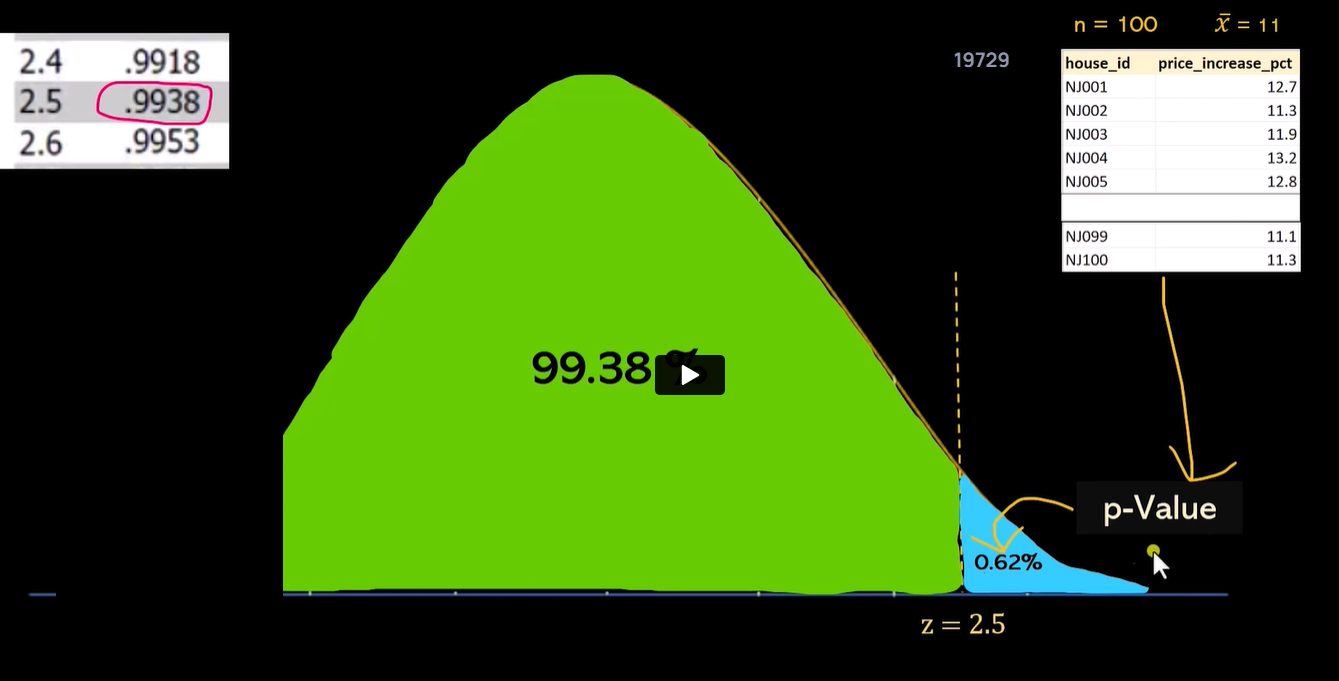 2.4 .9918
2.5 .9938
2.6 .9953
n = 100 x̄ = 11
19729
house_id price_increase_pct
NJ001 12.7
NJ002 11.3
NJ003 11.9
NJ004 13.2
NJ005 12.8
NJ099 11.1
NJ100 11.3
99.38 %
p-Value
0.62%
z = 2.5